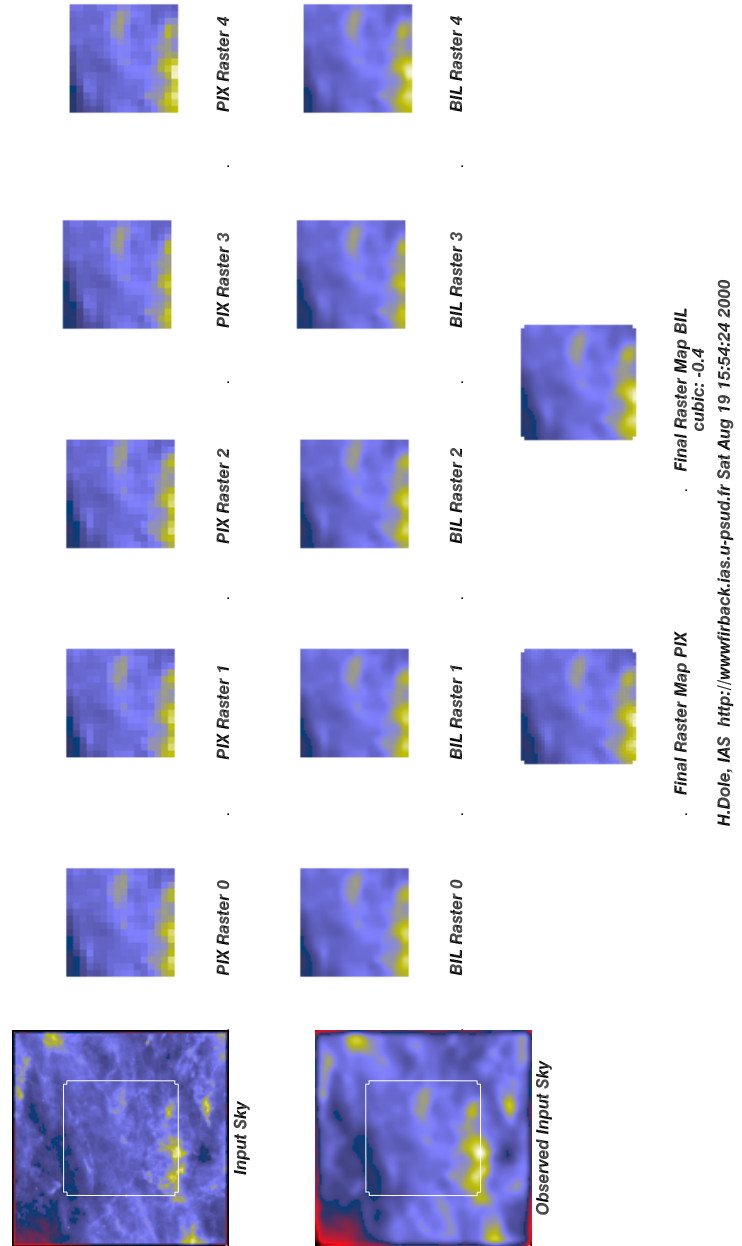 Input Sky
PIX Raster 0
.
PIX Raster 1
.
PIX Raster 2
.
PIX Raster 3
.
PIX Raster 4
Observed Input Sky
BIL Raster 0
.
BIL Raster 1
.
BIL Raster 2
.
BIL Raster 3
.
BIL Raster 4
. Final Raster Map PIX
. Final Raster Map BIL
cubic: -0.4
H.Dole, IAS http://wwwfirback.ias.u-psud.fr Sat Aug 19 15:54:24 2000